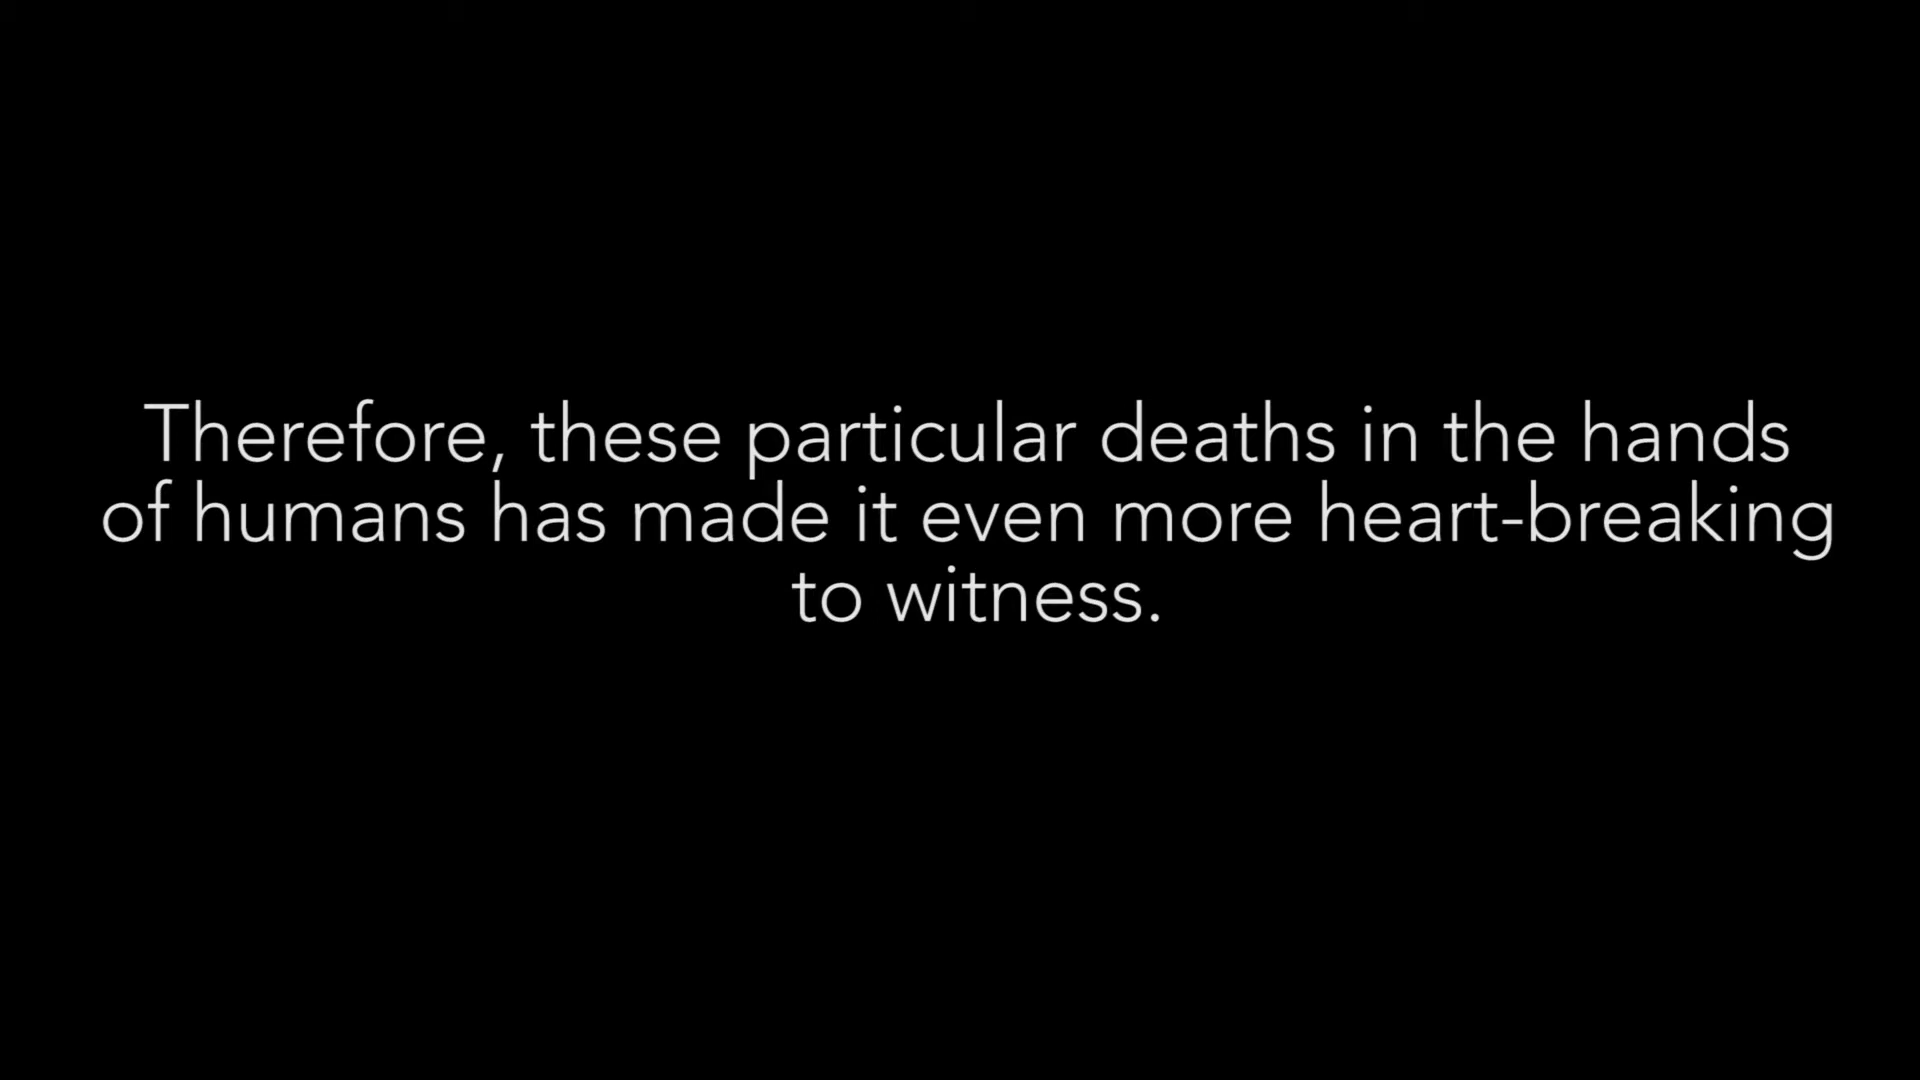 Therefore, these particular deaths in the hands
of humans has made it even more heart-breaking
to witness.